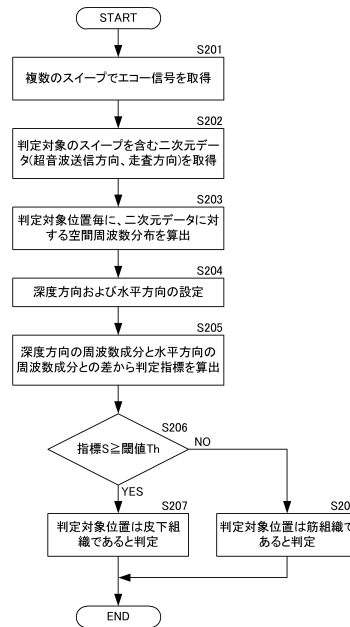 START
S201
複数のスイープでエコー信号を取得
S202
判定対象のスイープを含む二次元デー
タ(超音波送信方向、走査方向)を取得
S203
判定対象位置毎に、二次元データに対
する空間周波数分布を算出
S204
深度方向および水平方向の設定
S205
深度方向の周波数成分と水平方向の
周波数成分との差から判定指標を算出
S206
指標S≧閾値Th
NO
YES
S207
判定対象位置は皮下組
織であると判定
S20
判定対象位置は筋組織で
あると判定
END